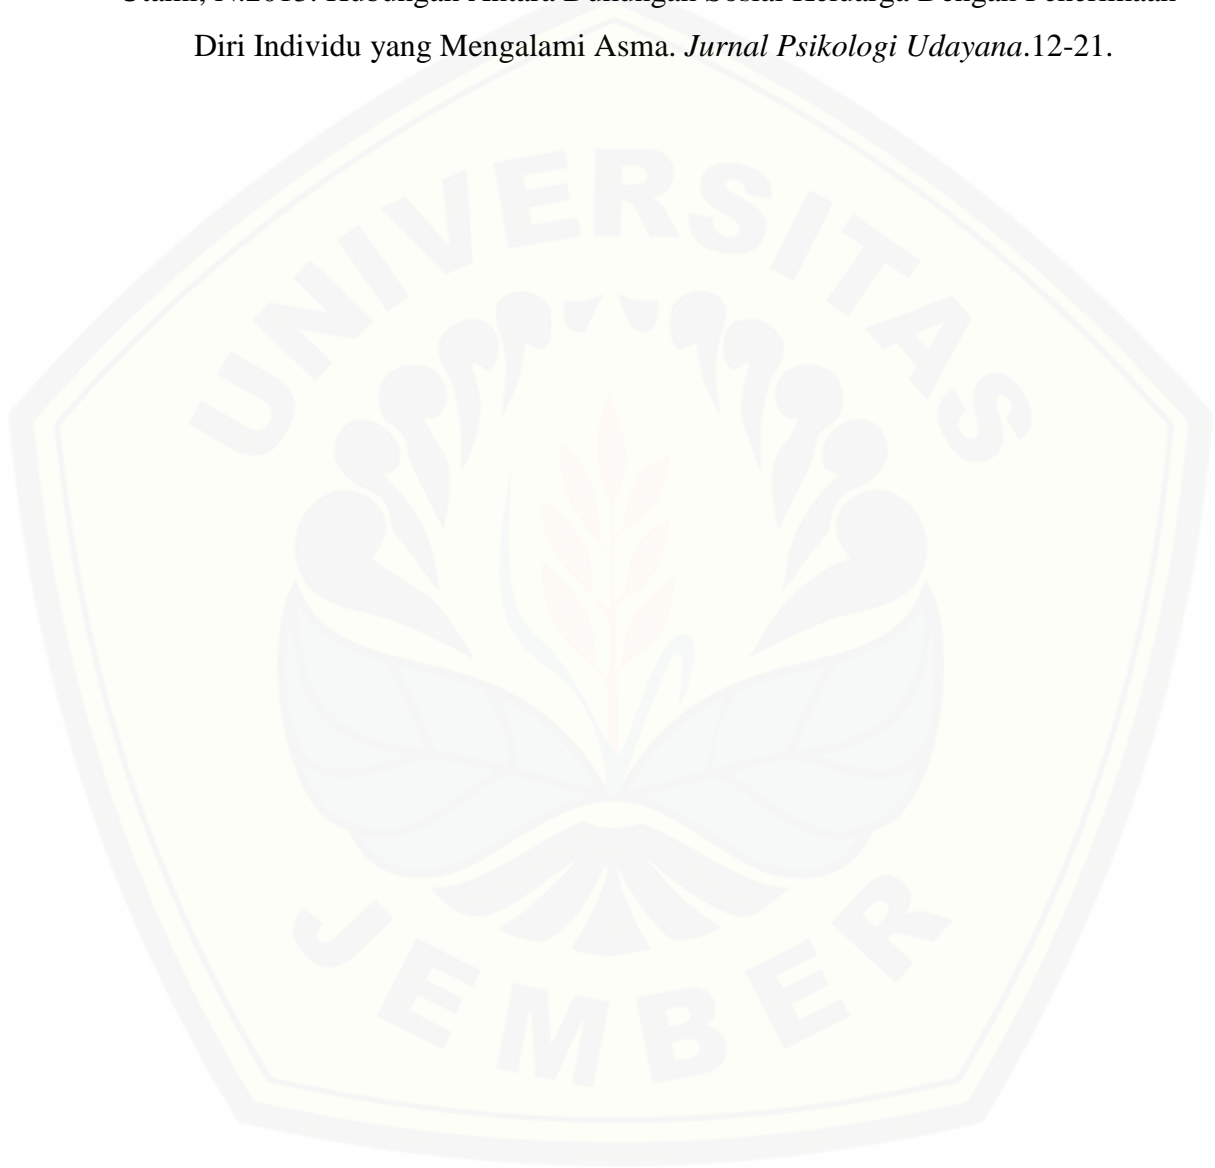 Utami, N.2013. Hubungan Antara Dukungan Sosial Keluarga Dengan Penerimaan
Diri Individu yang Mengalami Asma. Jurnal Psikologi Udayana.12-21.
UNIVERSITAS
JEMBER